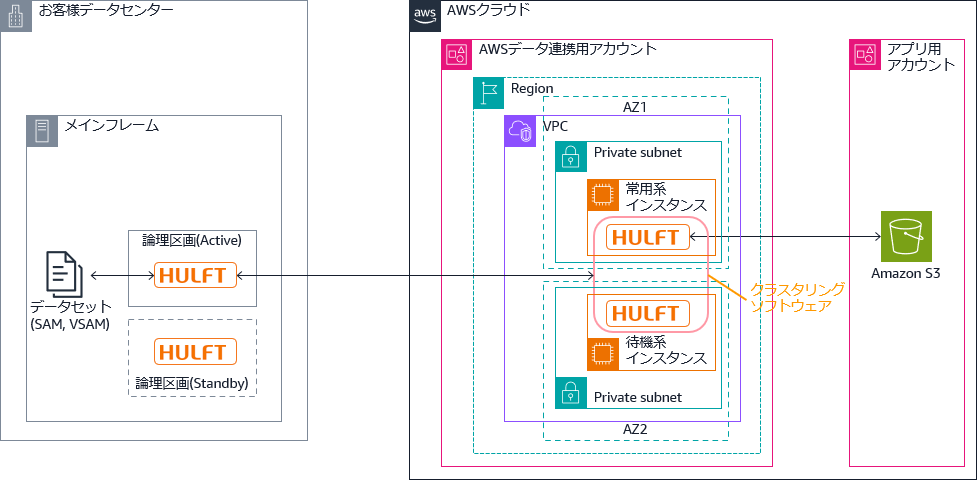 お客様データセンター
メインフレーム
論理区画(Active)
HULFT
データセット
(SAM, VSAM)
HULFT
論理区画(Standby)
aws
AWSクラウド
AWSデータ連携用アカウント
Region
AZ1
VPC
Private subnet
常用系
インスタンス
HULFT
クラスタリング
ソフトウェア
HULFT
待機系
インスタンス
Private subnet
AZ2
アプリ用
アカウント
Amazon S3